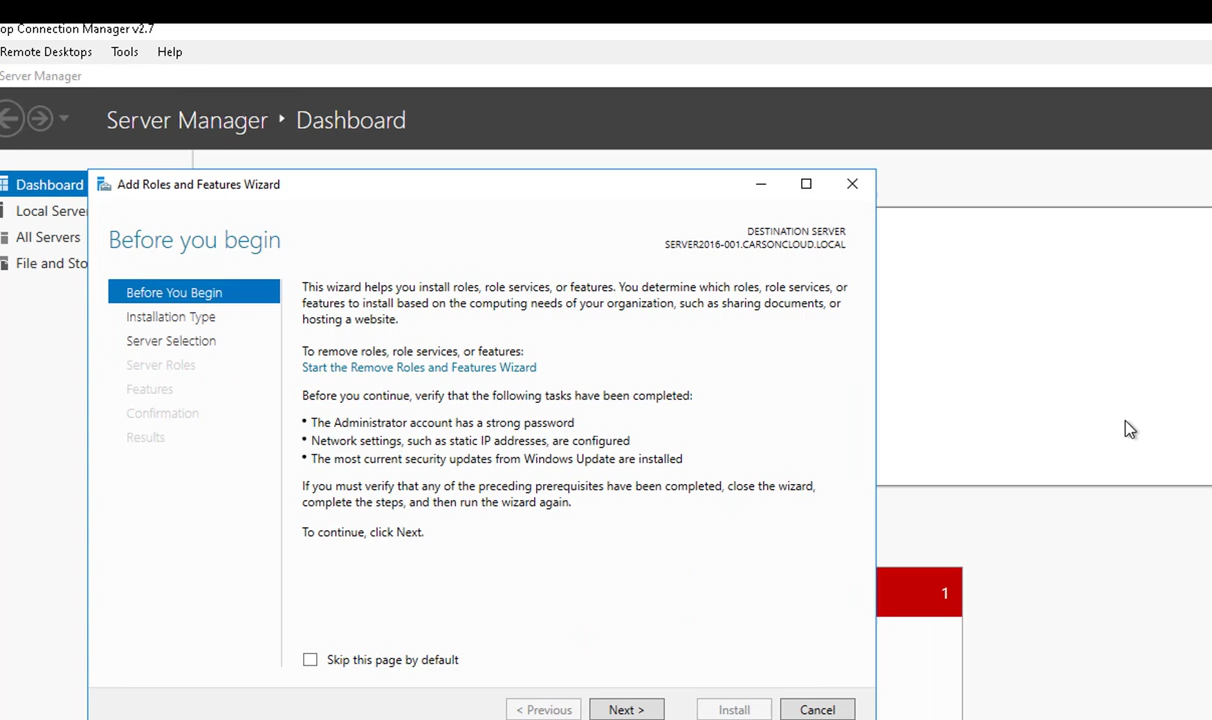 op Connection Manager v2.7
Remote Desktops Tools Help
Server Manager
Server Manager ‣ Dashboard
Dashboard
Local Serve
All Servers
File and Sto
Add Roles and Features Wizard
Before you begin
DESTINATION SERVER
SERVER2016-001.CARSONCLOUD.LOCAL
Before You Begin
Installation Type
Server Selection
Server Roles
Features
Confirmation
Results
This wizard helps you install roles, role services, or features. You determine which roles, role services, or
features to install based on the computing needs of your organization, such as sharing documents, or
hosting a website.
To remove roles, role services, or features:
Start the Remove Roles and Features Wizard
Before you continue, verify that the following tasks have been completed:
• The Administrator account has a strong password
• Network settings, such as static IP addresses, are configured
• The most current security updates from Windows Update are installed
If you must verify that any of the preceding prerequisites have been completed, close the wizard,
complete the steps, and then run the wizard again.
To continue, click Next.
1
Skip this page by default
< Previous Next > Install Cancel